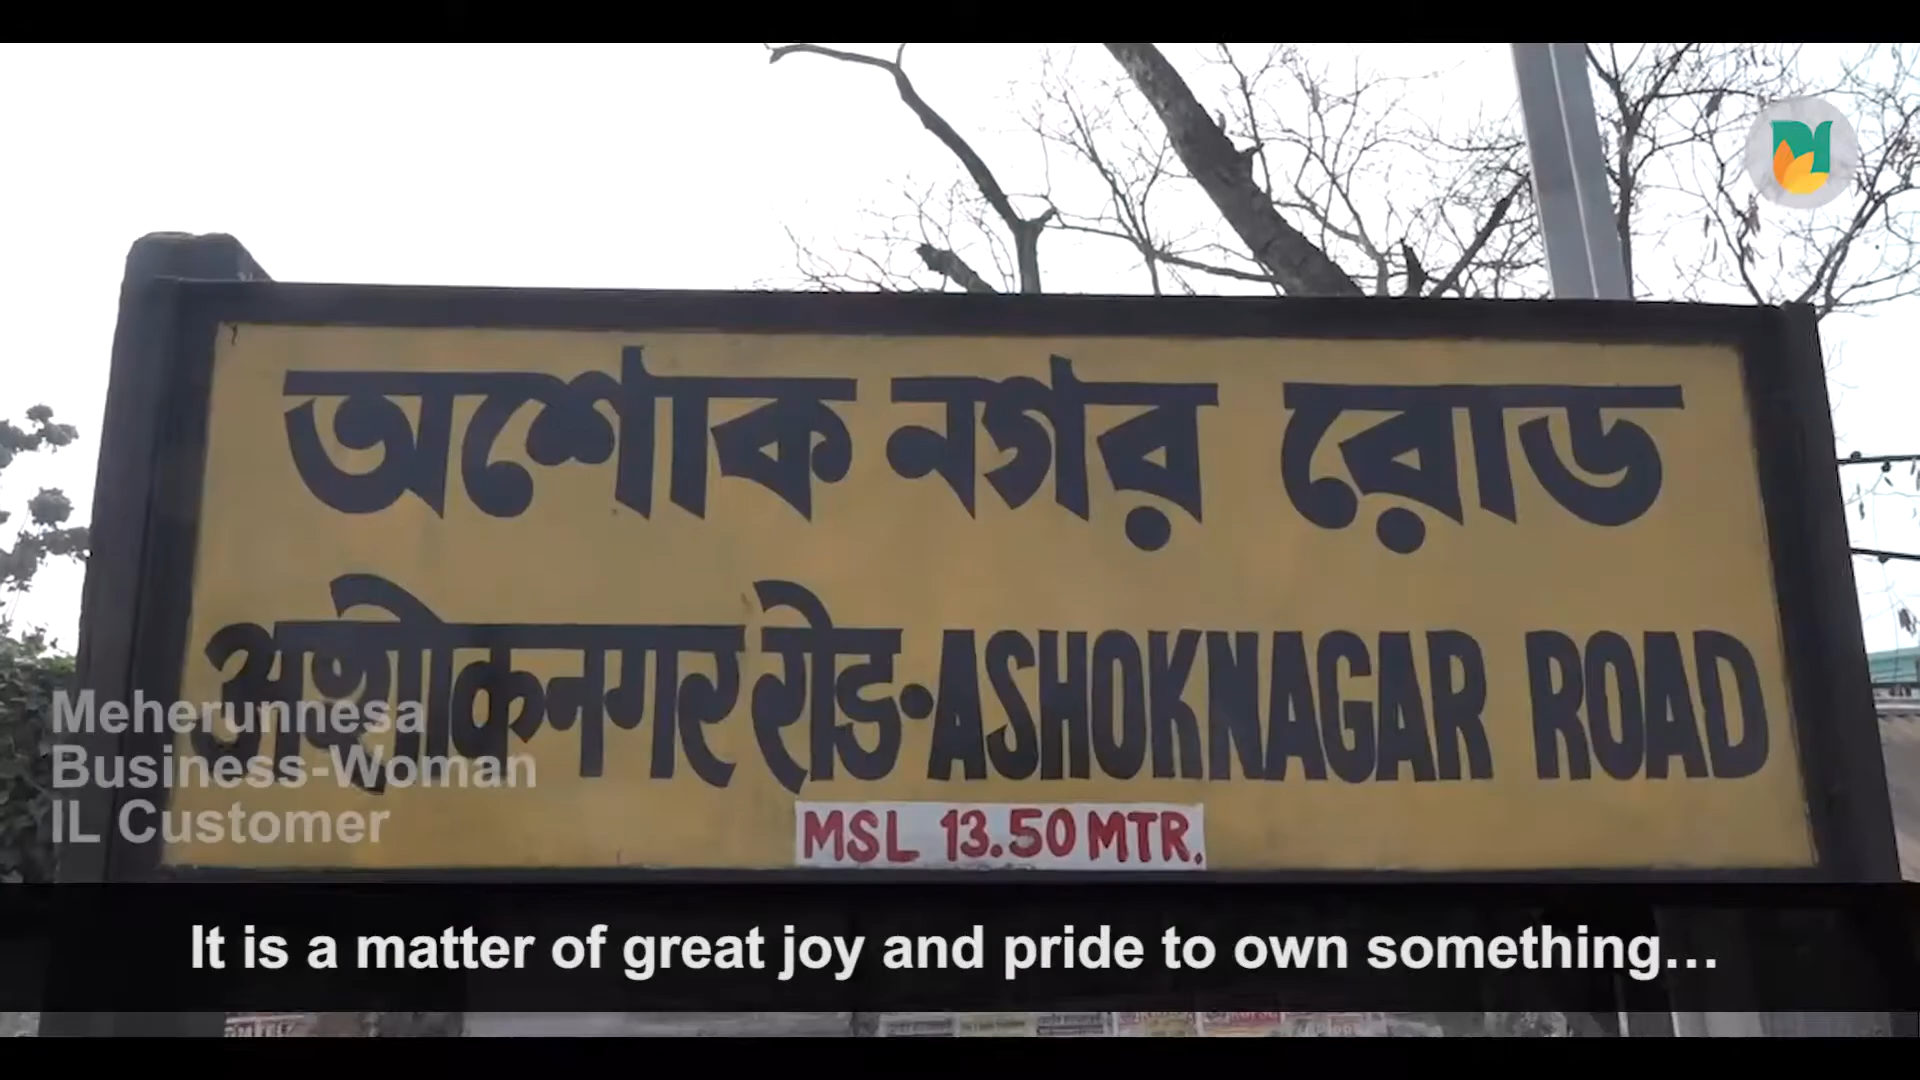 অশোক নগর রোড
अशोकनगर रोड•ASHOKNAGAR ROAD
MSL 13.50 MTR.
Meherunnesa
Business-Woman
IL Customer
It is a matter of great joy and pride to own something...